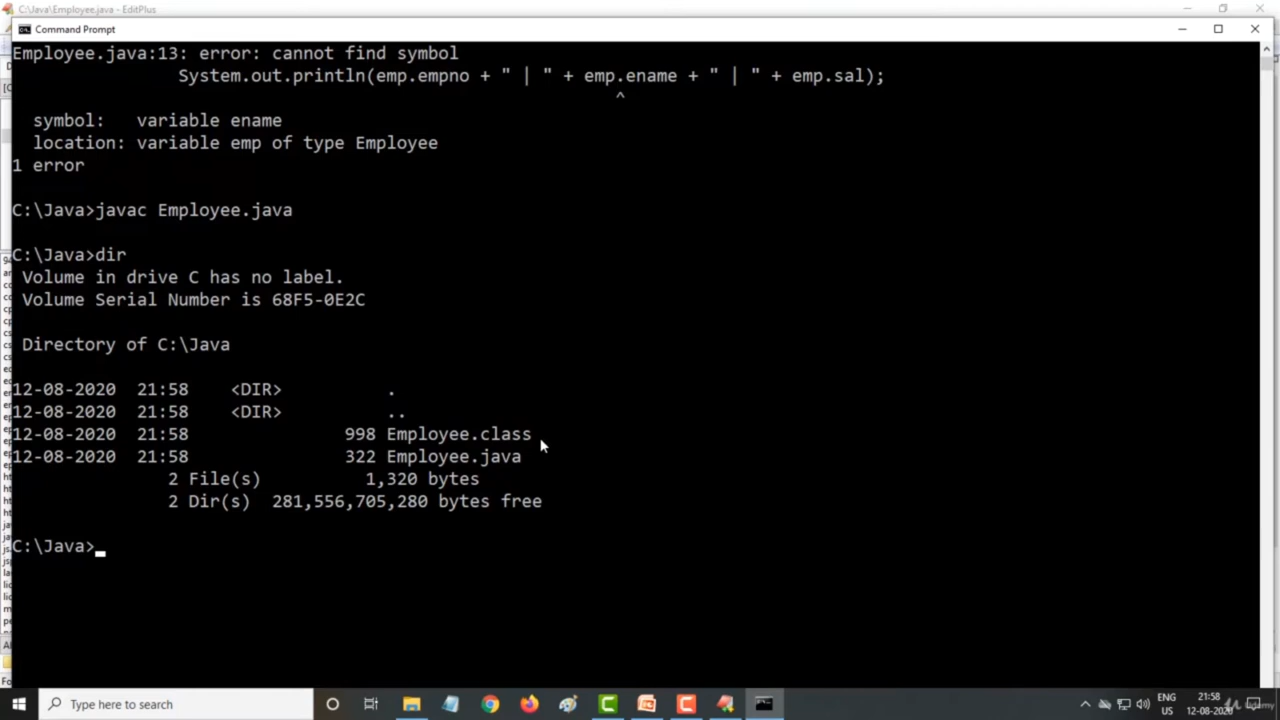 C:\Java\Employee.java - EditPlus
Command Prompt
Employee.java:13: error: cannot find symbol
System.out.println(emp.empno + " | " + emp.ename + " | " + emp.sal);
^
symbol: variable ename
location: variable emp of type Employee
1 error
C:\Java>javac Employee.java
C:\Java>dir
Volume in drive C has no label.
Volume Serial Number is 68F5-0E2C
Directory of C:\Java
12-08-2020 21:58 <DIR> .
12-08-2020 21:58 <DIR> ..
12-08-2020 21:58 998 Employee.class
12-08-2020 21:58 322 Employee.java
2 File(s) 1,320 bytes
2 Dir(s) 281,556,705,280 bytes free
C:\Java>
Type here to search
ENG
US
21:58
12-08-2020
Udemy